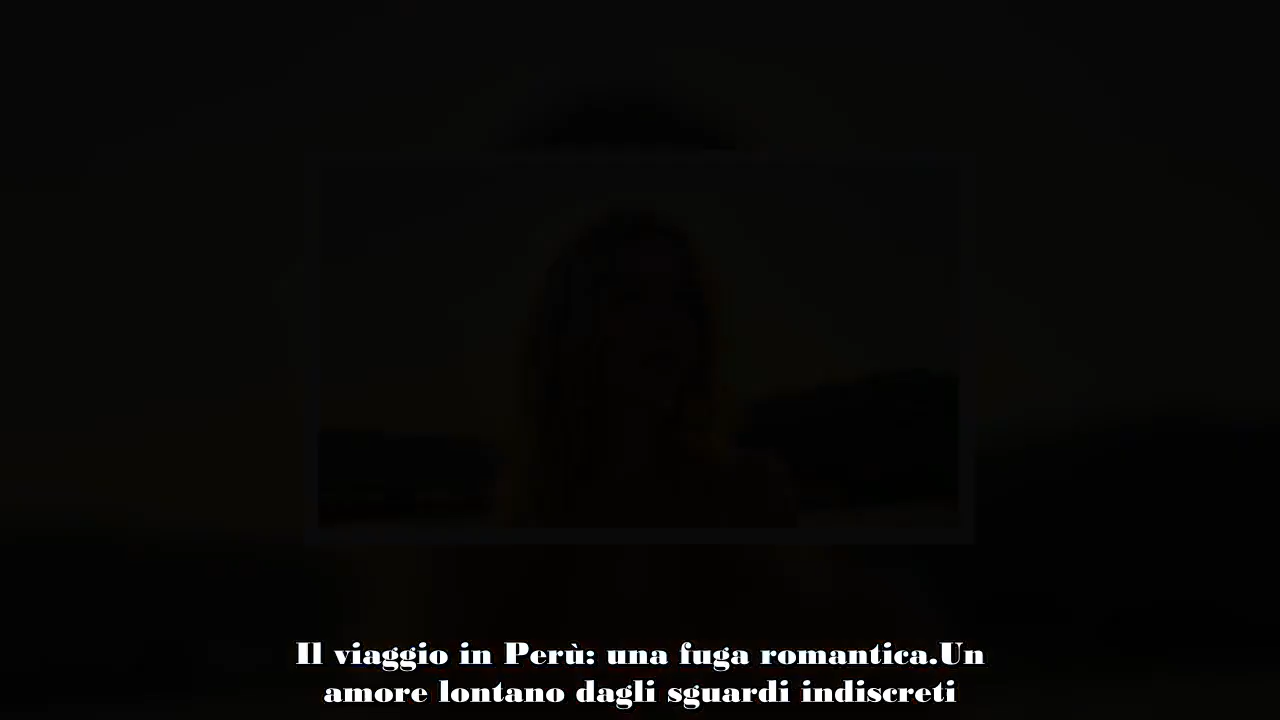 Il viaggio in Perù: una fuga romantica.Un
amore lontano dagli sguardi indiscreti